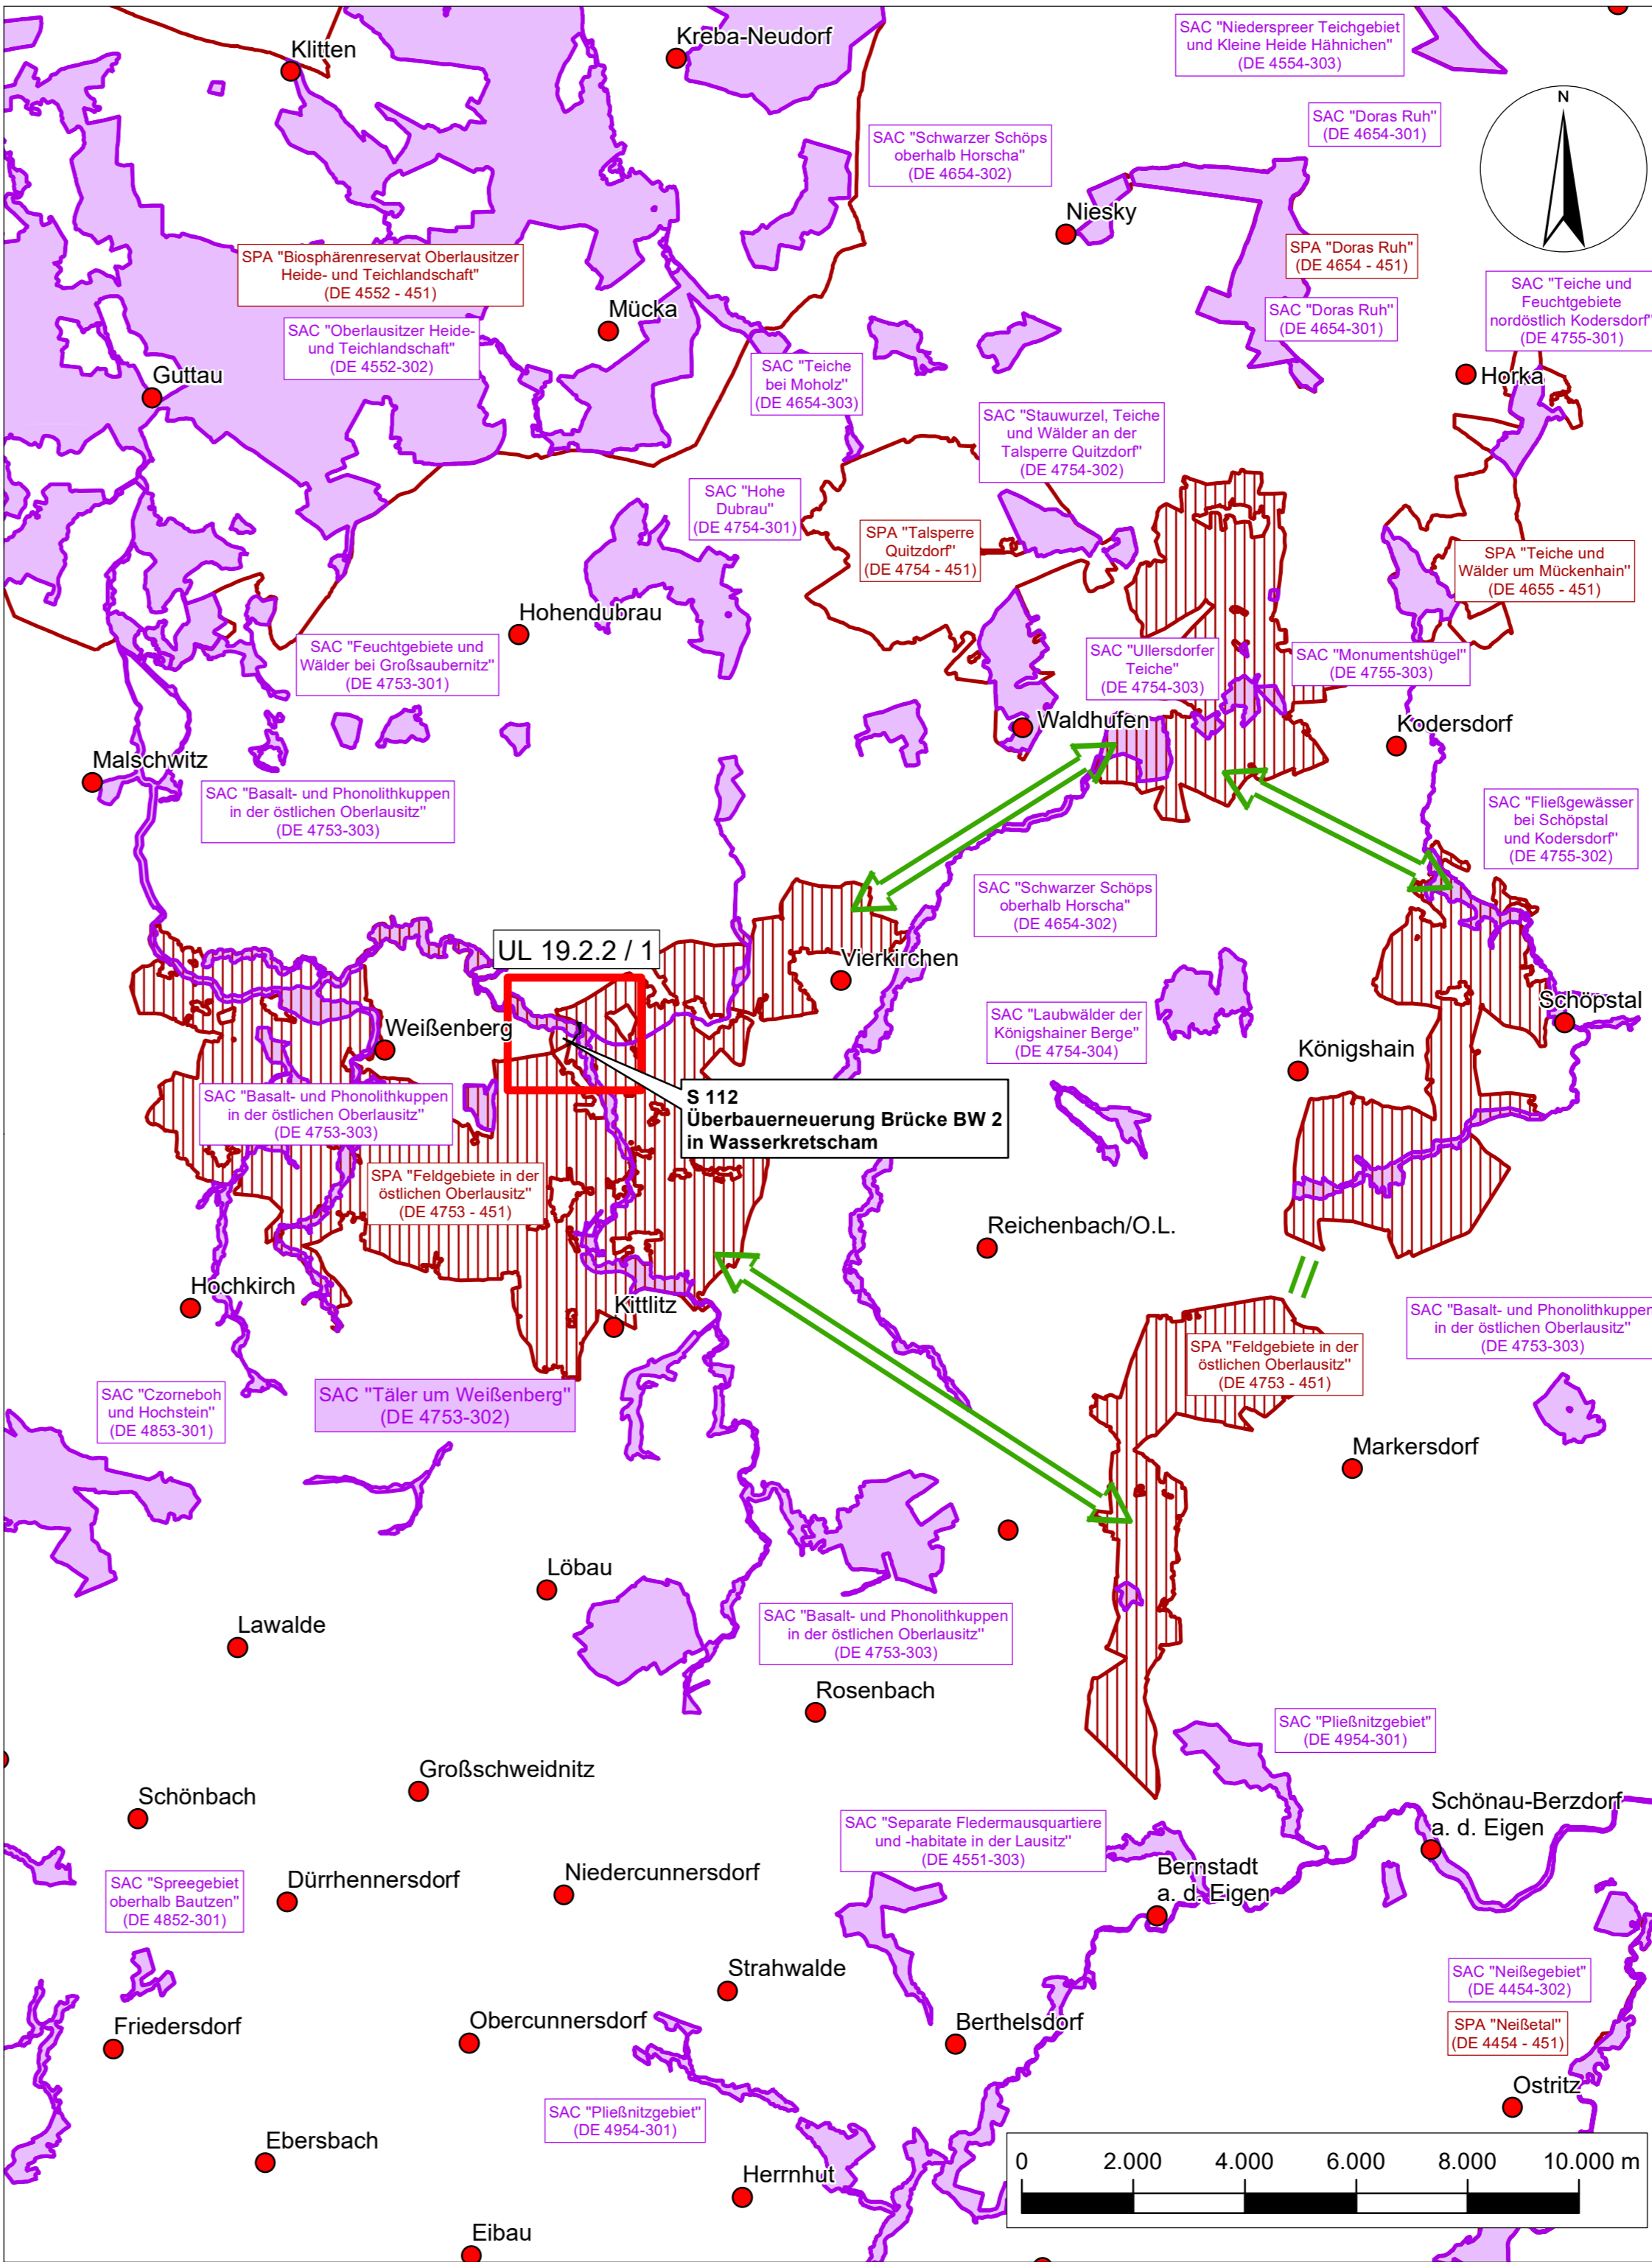 Klitten
Kreba-Neudorf
SAC "Niederspreer Teichgebiet
und Kleine Heide Hähnichen"
(DE 4554-303)
N
SAC "Doras Ruh"
(DE 4654-301)
SAC "Schwarzer Schöps
oberhalb Horscha"
(DE 4654-302)
Niesky
SPA "Biosphärenreservat Oberlausitzer
Heide- und Teichlandschaft"
(DE 4552 - 451)
SPA "Doras Ruh"
(DE 4654 - 451)
SAC "Teiche und
Feuchtgebiete
nordöstlich Kodersdorf"
(DE 4755-301)
SAC "Doras Ruh"
(DE 4654-301)
Mücka
SAC "Oberlausitzer Heide-
und Teichlandschaft"
(DE 4552-302)
Guttau
SAC "Teiche
bei Moholz"
(DE 4654-303)
Horka
SAC "Stauwurzel, Teiche
und Wälder an der
Talsperre Quitzdorf"
(DE 4754-302)
SAC "Hohe
Dubrau"
(DE 4754-301)
SPA "Talsperre
Quitzdorf"
(DE 4754 - 451)
SPA "Teiche und
Wälder um Mückenhain"
(DE 4655 - 451)
Hohendubrau
SAC "Feuchtgebiete und
Wälder bei Großsaubernitz"
(DE 4753-301)
SAC "Ullersdorfer
Teiche"
(DE 4754-303)
SAC "Monumentshügel"
(DE 4755-303)
Waldhufen
Kodersdorf
Malschwitz
SAC "Basalt- und Phonolithkuppen
in der östlichen Oberlausitz"
(DE 4753-303)
SAC "Fließgewässer
bei Schöpstal
und Kodersdorf"
(DE 4755-302)
SAC "Schwarzer Schöps
oberhalb Horscha"
(DE 4654-302)
UL 19.2.2 / 1
Vierkirchen
Schöpstal
Weißenberg
SAC "Laubwälder der
Königshainer Berge"
(DE 4754-304)
Königshain
SAC "Basalt- und Phonolithkuppen
in der östlichen Oberlausitz"
(DE 4753-303)
S 112
Überbauerneuerung Brücke BW 2
in Wasserkretscham
SPA "Feldgebiete in der
östlichen Oberlausitz"
(DE 4753 - 451)
Reichenbach/O.L.
Hochkirch
Kittlitz
SAC "Basalt- und Phonolithkuppen
in der östlichen Oberlausitz"
(DE 4753-303)
SPA "Feldgebiete in der
östlichen Oberlausitz"
(DE 4753 - 451)
SAC "Czorneboh
und Hochstein"
(DE 4853-301)
SAC "Täler um Weißenberg"
(DE 4753-302)
Markersdorf
Löbau
Lawalde
SAC "Basalt- und Phonolithkuppen
in der östlichen Oberlausitz"
(DE 4753-303)
Rosenbach
SAC "Pließnitzgebiet"
(DE 4954-301)
Großschweidnitz
Schönbach
Schönau-Berzdorf
a. d. Eigen
SAC "Separate Fledermausquartiere
und -habitate in der Lausitz"
(DE 4551-303)
Bernstadt
a. d. Eigen
SAC "Spreegebiet
oberhalb Bautzen"
(DE 4852-301)
Dürrhennersdorf
Niedercunnersdorf
Strahwalde
SAC "Neißegebiet"
(DE 4454-302)
Friedersdorf
Obercunnersdorf
Berthelsdorf
SPA "Neißetal"
(DE 4454 - 451)
Ostritz
SAC "Pließnitzgebiet"
(DE 4954-301)
Ebersbach
Herrnhut
0 2.000 4.000 6.000 8.000 10.000 m
Eibau